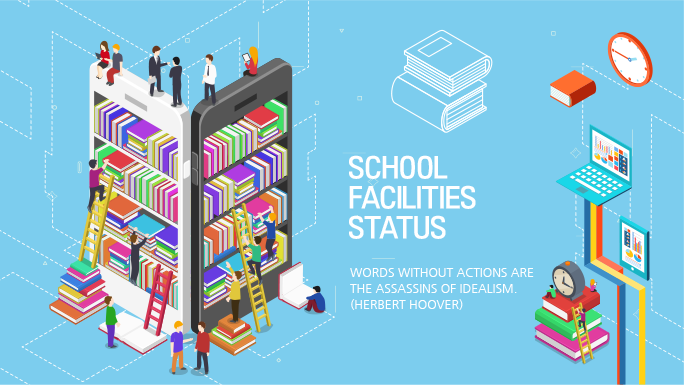 SCHOOL
FACILITIES
STATUS
WORDS WITHOUT ACTIONS ARE
THE ASSASSINS OF IDEALISM.
(HERBERT HOOVER)